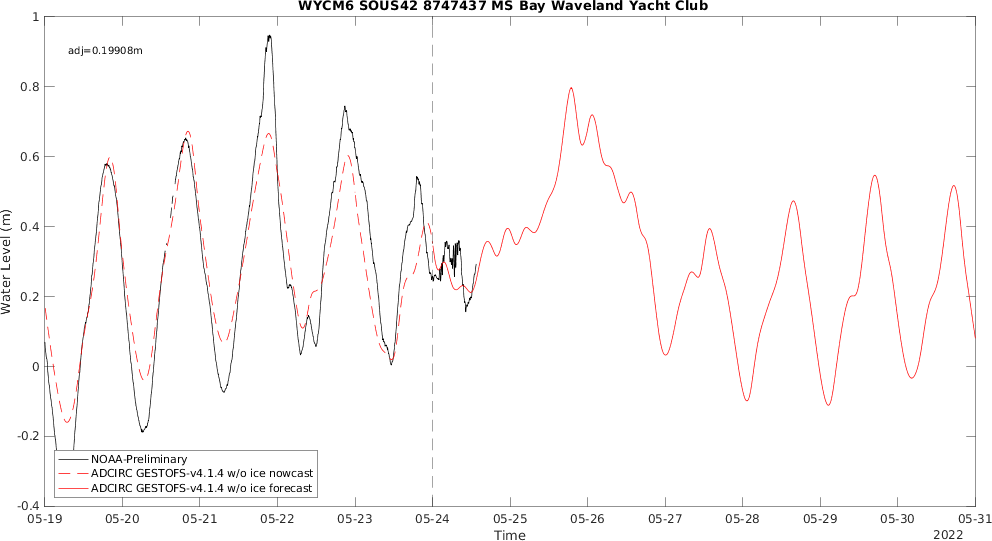 WYCM6 SOUS42 8747437 MS Bay Waveland Yacht Club
adj=0.19908m
Water Level (m)
1
0.8
0.6
0.4
0.2
0
-0.2
-0.4
NOAA-Preliminary
ADCIRC GESTOFS-v4.1.4 w/o ice nowcast
ADCIRC GESTOFS-v4.1.4 w/o ice forecast
05-19 05-20 05-21 05-22 05-23 05-24 05-25 05-26 05-27 05-28 05-29 05-30 05-31
Time
2022